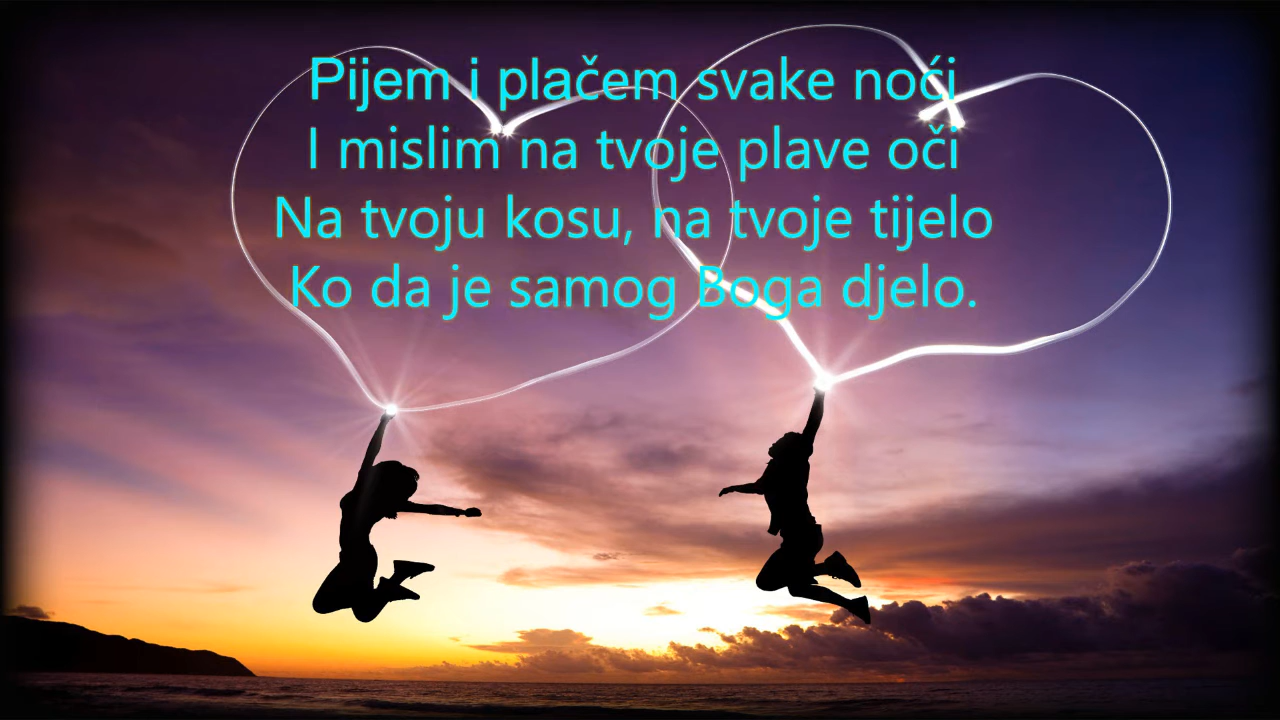 Pijem i plačem svake noći
I mislim na tvoje plave oči
Na tvoju kosu, na tvoje tijelo
Ko da je samog Boga djelo.